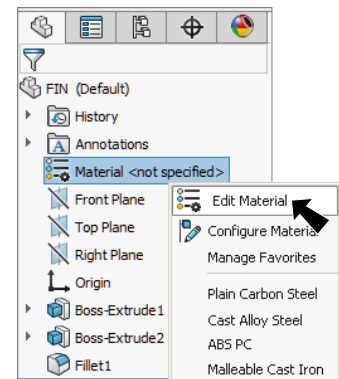 FIN (Default)
History
Annotations
Material <not specified>
Front Plane
Edit Material
Top Plane
Configure Material
Right Plane
Manage Favorites
Origin
Plain Carbon Steel
Boss-Extrude1
Cast Alloy Steel
Boss-Extrude2
ABS PC
Fillet1
Malleable Cast Iron